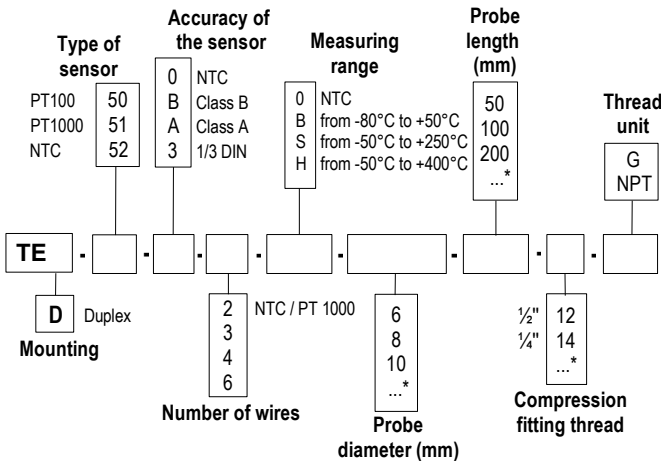 Type of
sensor
PT100 50
PT1000 51
NTC 52
Accuracy of
the sensor
0 NTC
B Class B
A Class A
3 1/3 DIN
Measuring
range
0 NTC
B from -80°C to +50°C
S from -50°C to +250°C
H from -50°C to +400°C
Probe
length
(mm)
50
100
200
...*
Thread
unit
G
NPT
TE - - - - - - - -
D Duplex
Mounting
2 NTC / PT 1000
3
4
6
Number of wires
6
8
10
...*
Probe
diameter (mm)
½" 12
¼" 14
...*
Compression
fitting thread